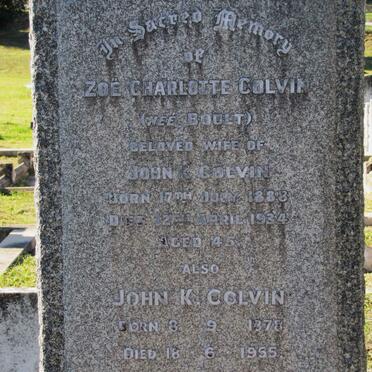 In Sacred Memory
of
ZOE CHARLOTTE COLVIN
(NEE BOULT)
BELOVED WIFE OF
JOHN K. COLVIN
BORN 17TH JULY 1888
DIED APRIL 1934
AGED 45
ALSO
JOHN K. COLVIN
BORN 8 - 9 - 1878
DIED 18 - 6 - 1955.